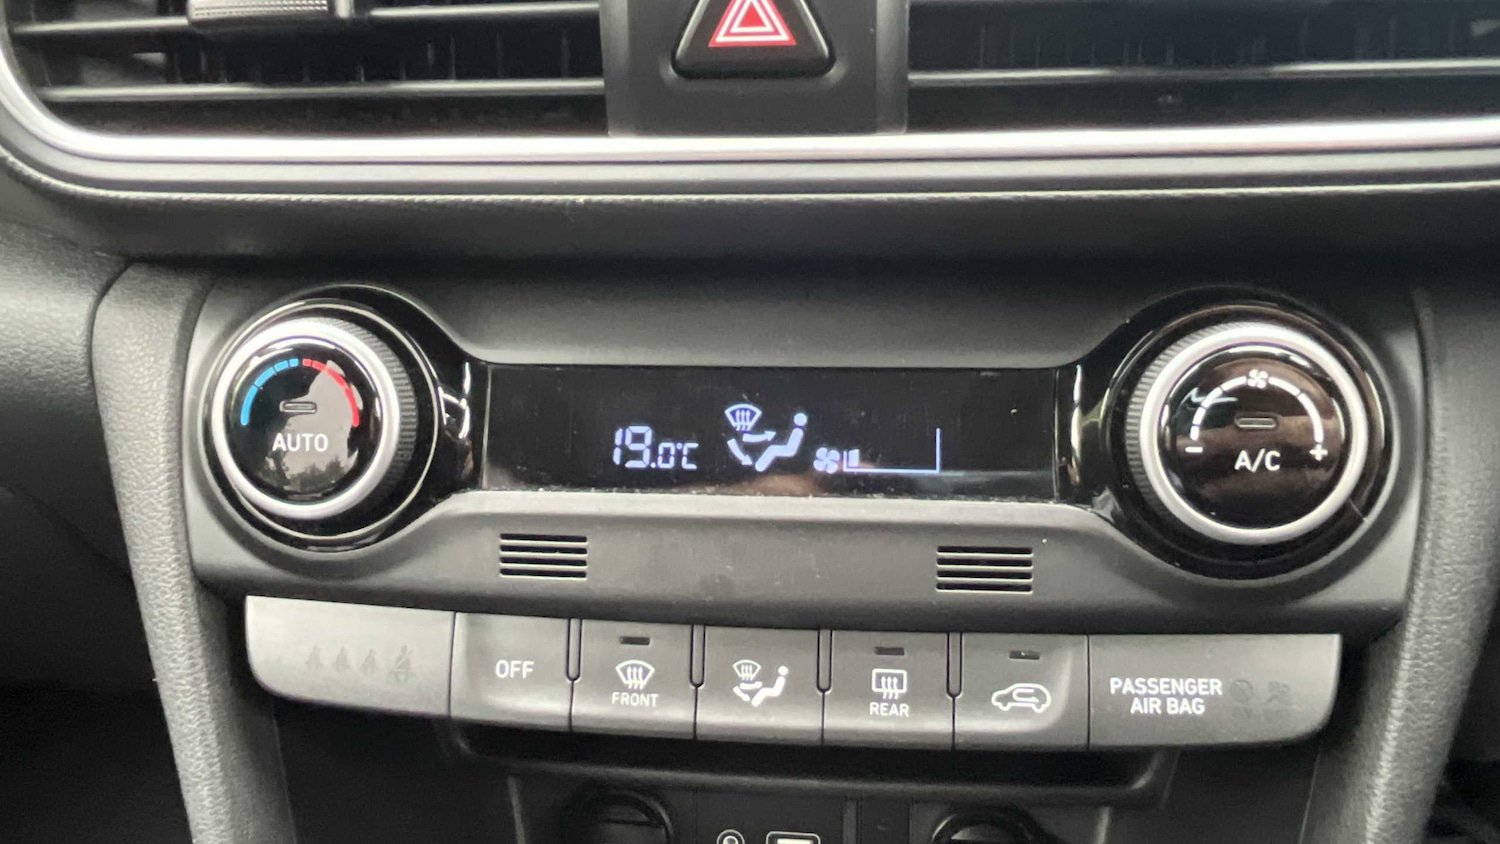 AUTO
19.0°C
A/C
- +
OFF
FRONT
REAR
PASSENGER
AIR BAG